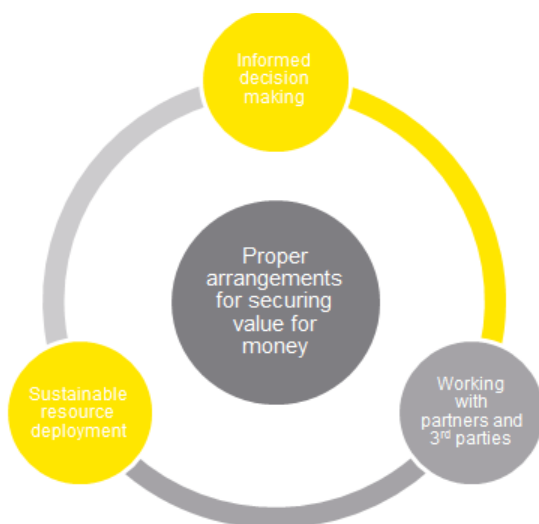 Informed
decision
making
Proper
arrangements
for securing
value for
money
Sustainable
resource
deployment
Working
with
partners and
3rd parties